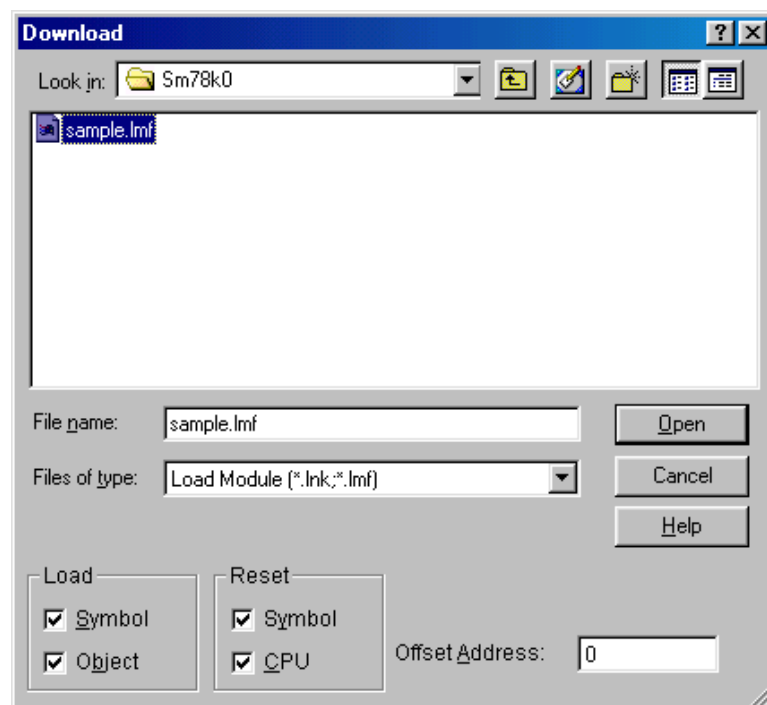 Download
Look in: Sm78k0
sample.lmf
File name: sample.lmf Open
Files of type: Load Module (*.lnk;*.lmf) Cancel
Help
Load Reset
Symbol Symbol
Object CPU Offset Address: 0